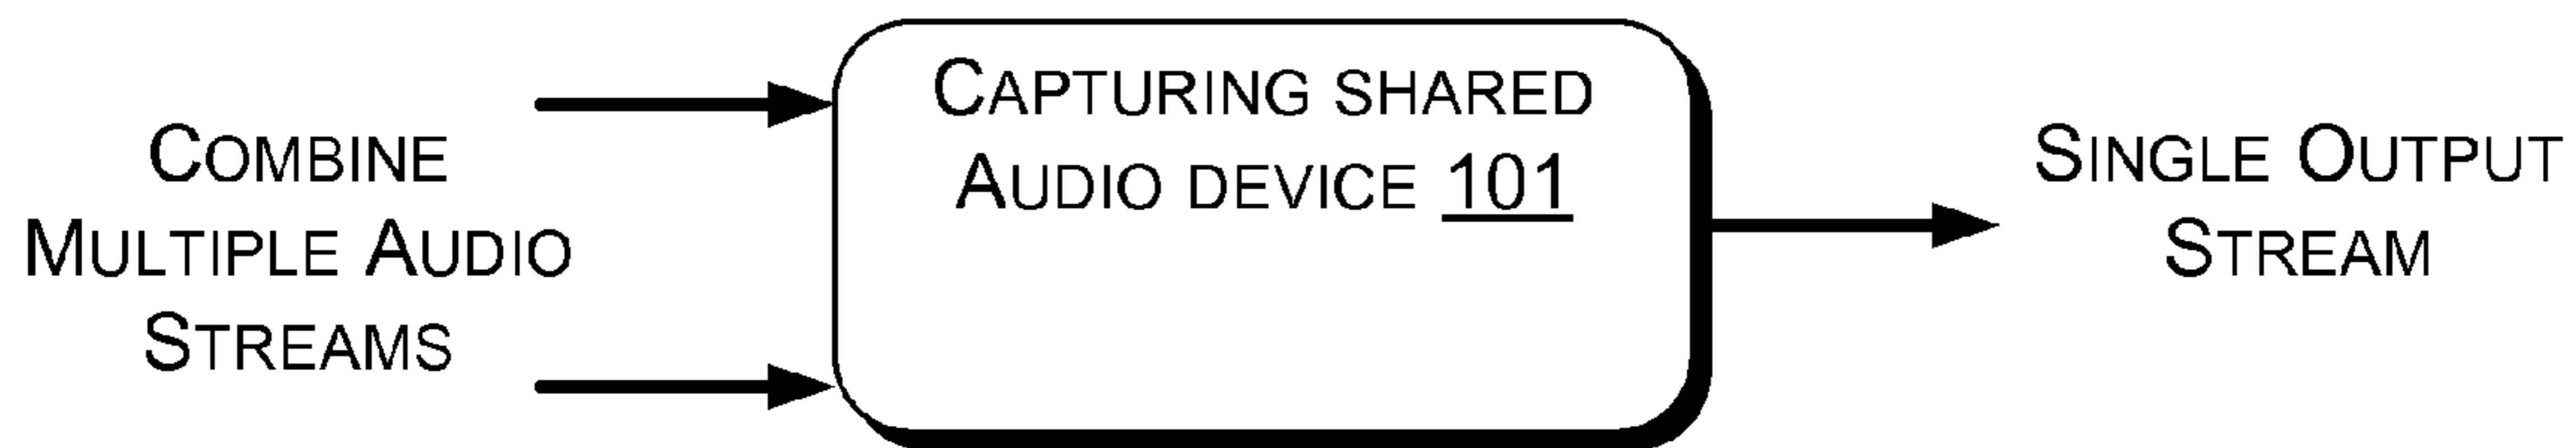 COMBINE
MULTIPLE AUDIO
STREAMS
CAPTURING SHARED
AUDIO DEVICE 101
SINGLE OUTPUT
STREAM